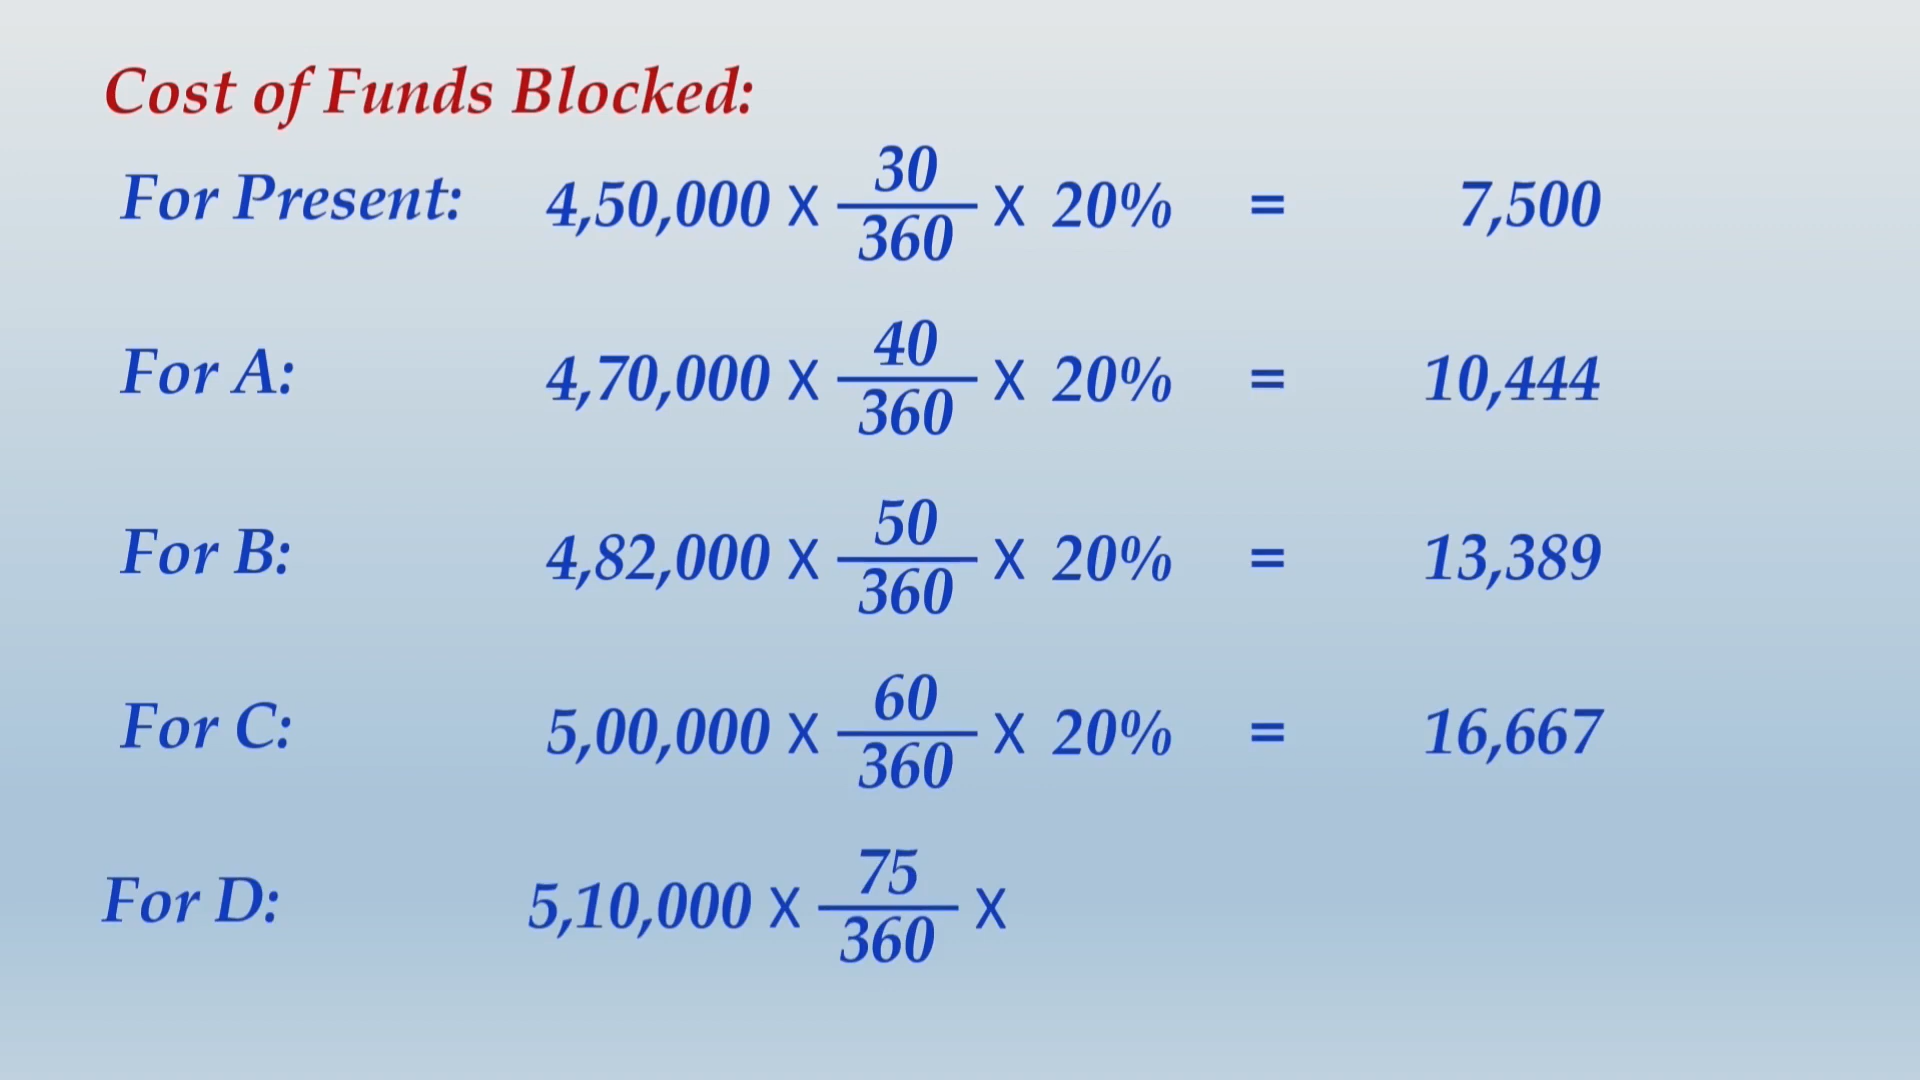 Cost of Funds Blocked:
For Present: 4,50,000 X 30/360 X 20% = 7,500
For A: 4,70,000 X 40/360 X 20% = 10,444
For B: 4,82,000 X 50/360 X 20% = 13,389
For C: 5,00,000 X 60/360 X 20% = 16,667
For D: 5,10,000 X 75/360 X